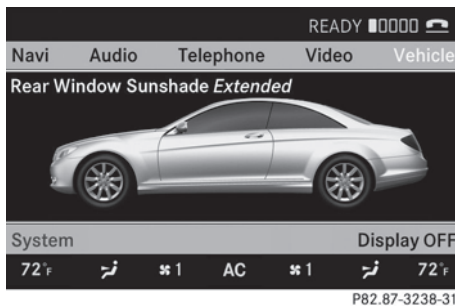 READY
Navi Audio Telephone Video Vehicle
Rear Window Sunshade Extended
System Display OFF
72°F 1 AC 1 72°F
P82.87-3238-31